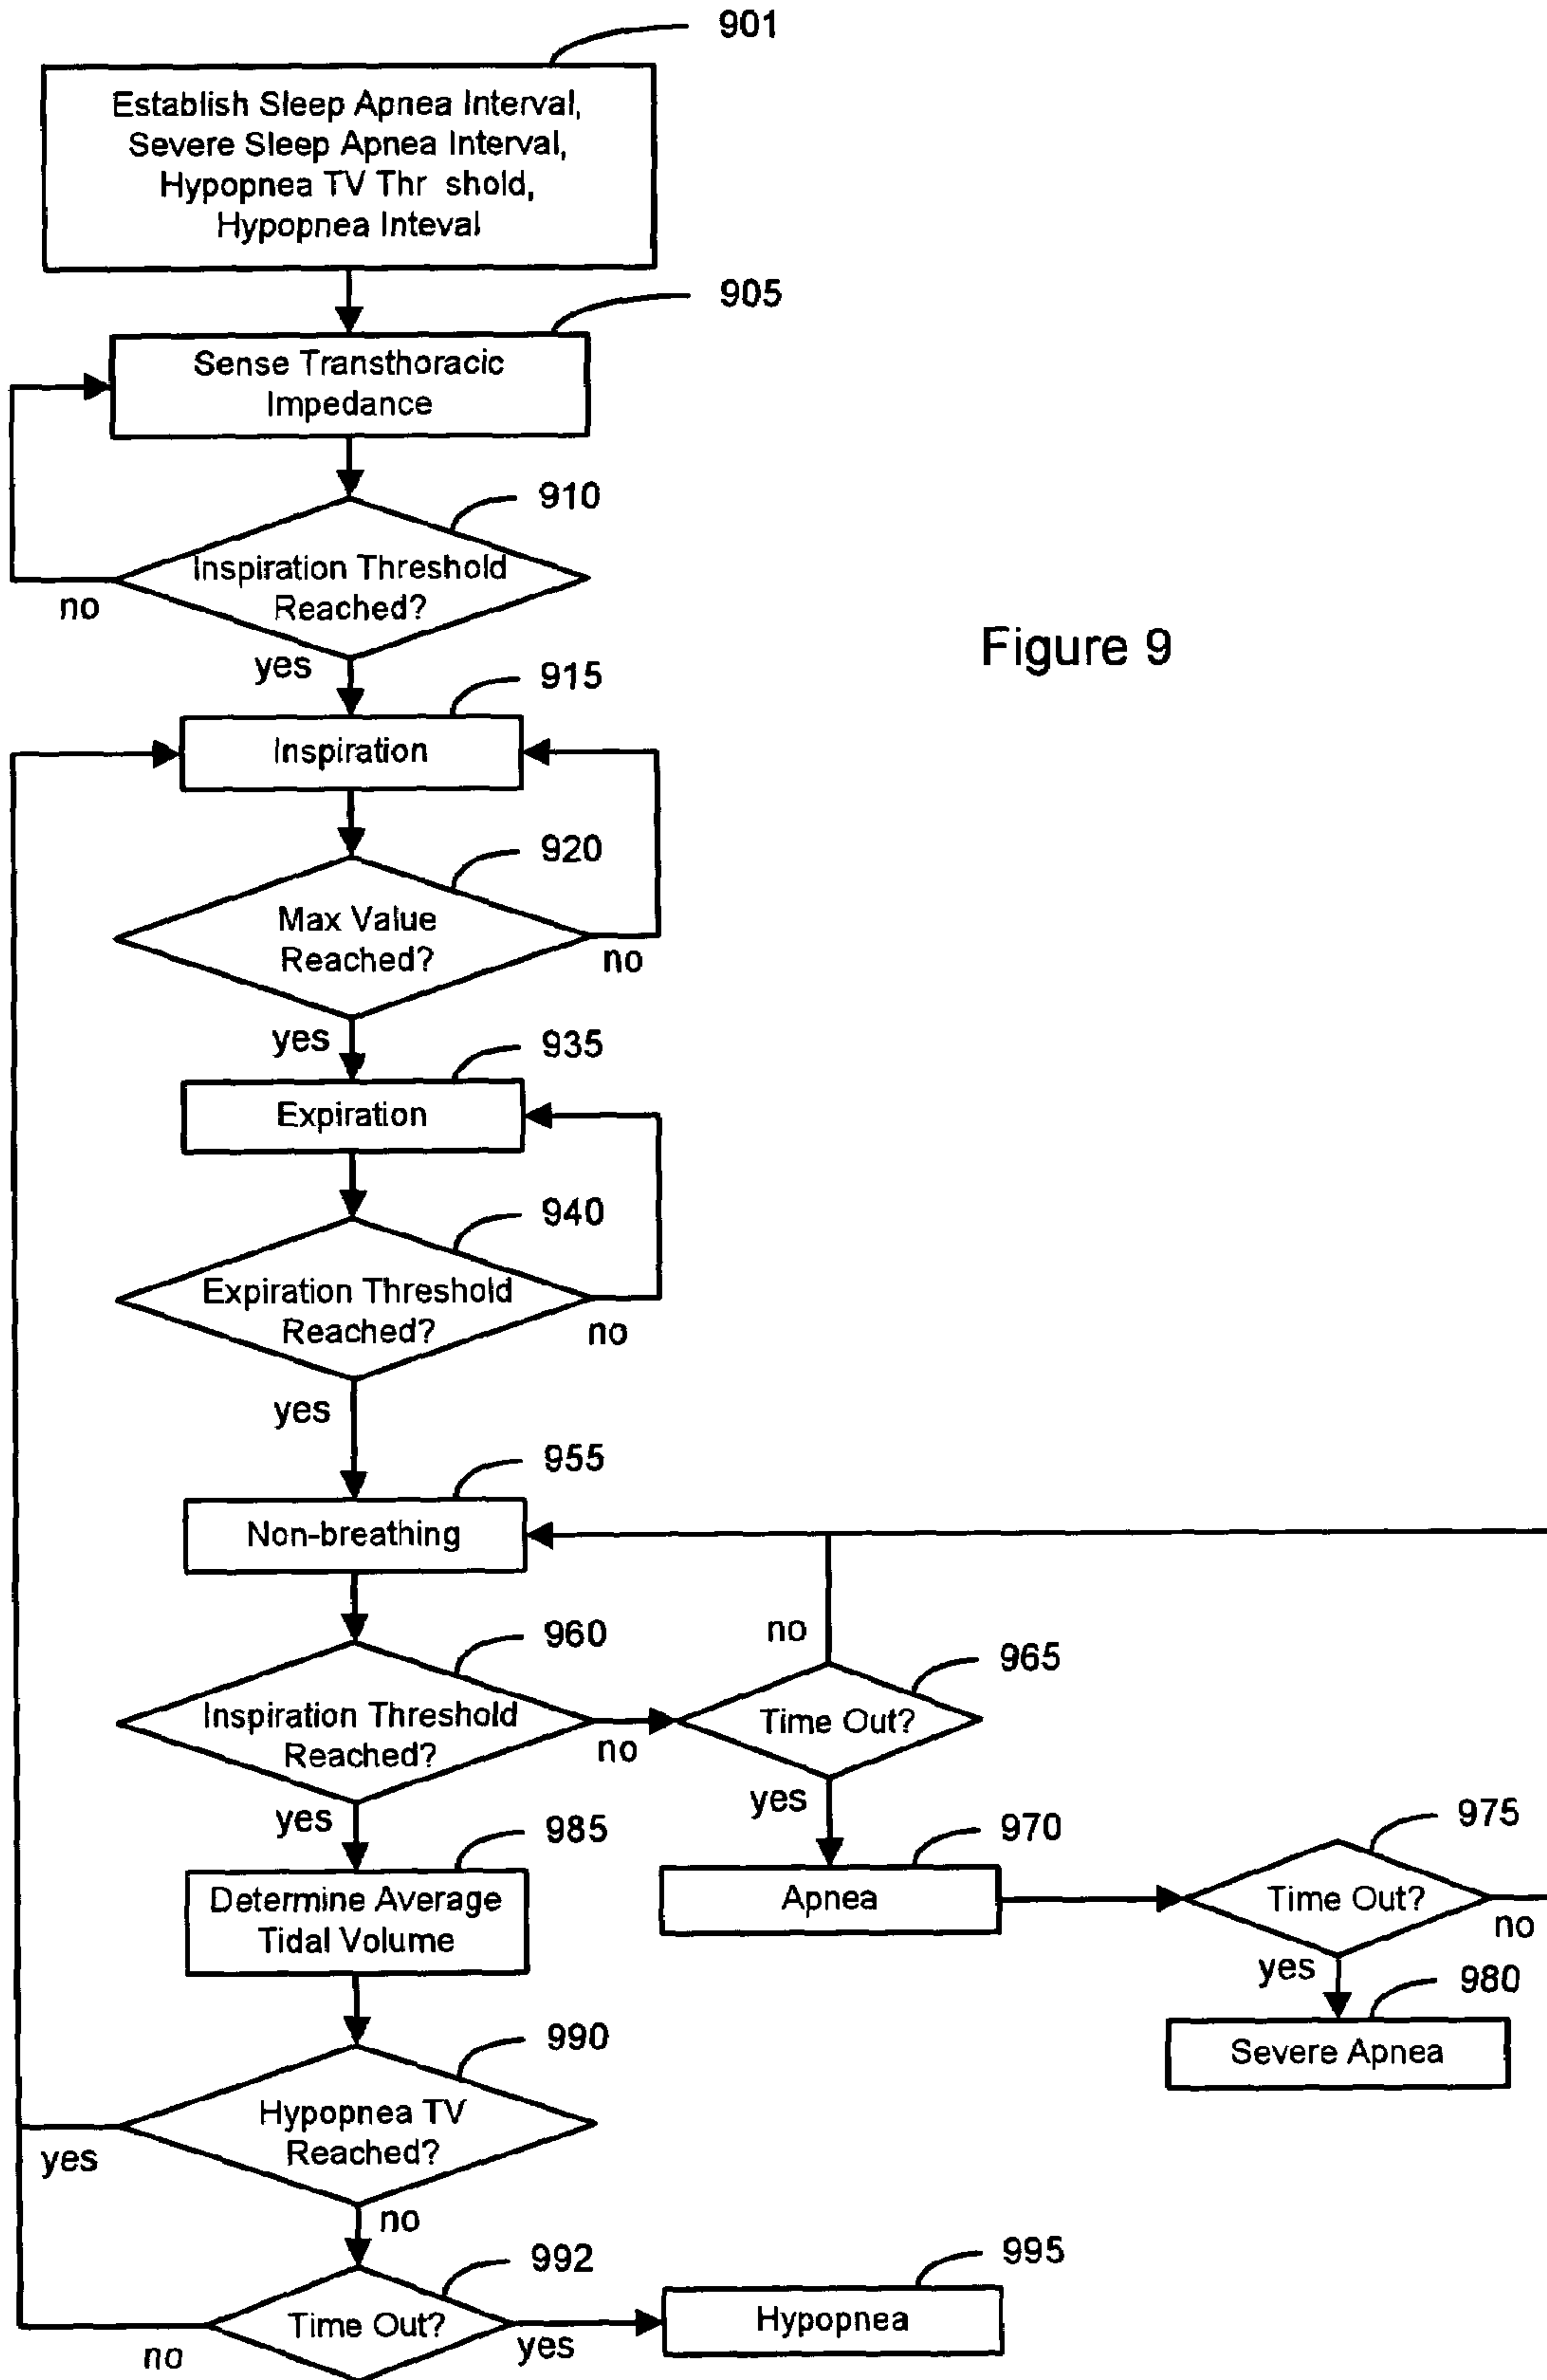 901
Establish Sleep Apnea Interval,
Severe Sleep Apnea Interval,
Hypopnea TV Thr shold,
Hypopnea Inteval
905
Sense Transthoracic
Impedance
910
Inspiration Threshold
Reached?
no
yes
Figure 9
915
Inspiration
920
Max Value
Reached?
no
yes
935
Expiration
940
Expiration Threshold
Reached?
no
yes
955
Non-breathing
960
Inspiration Threshold
Reached?
no
yes
no
965
Time Out?
yes
985
Determine Average
Tidal Volume
970
Apnea
975
Time Out?
no
yes
980
Severe Apnea
990
Hypopnea TV
Reached?
yes
no
992
Time Out?
no
yes
995
Hypopnea